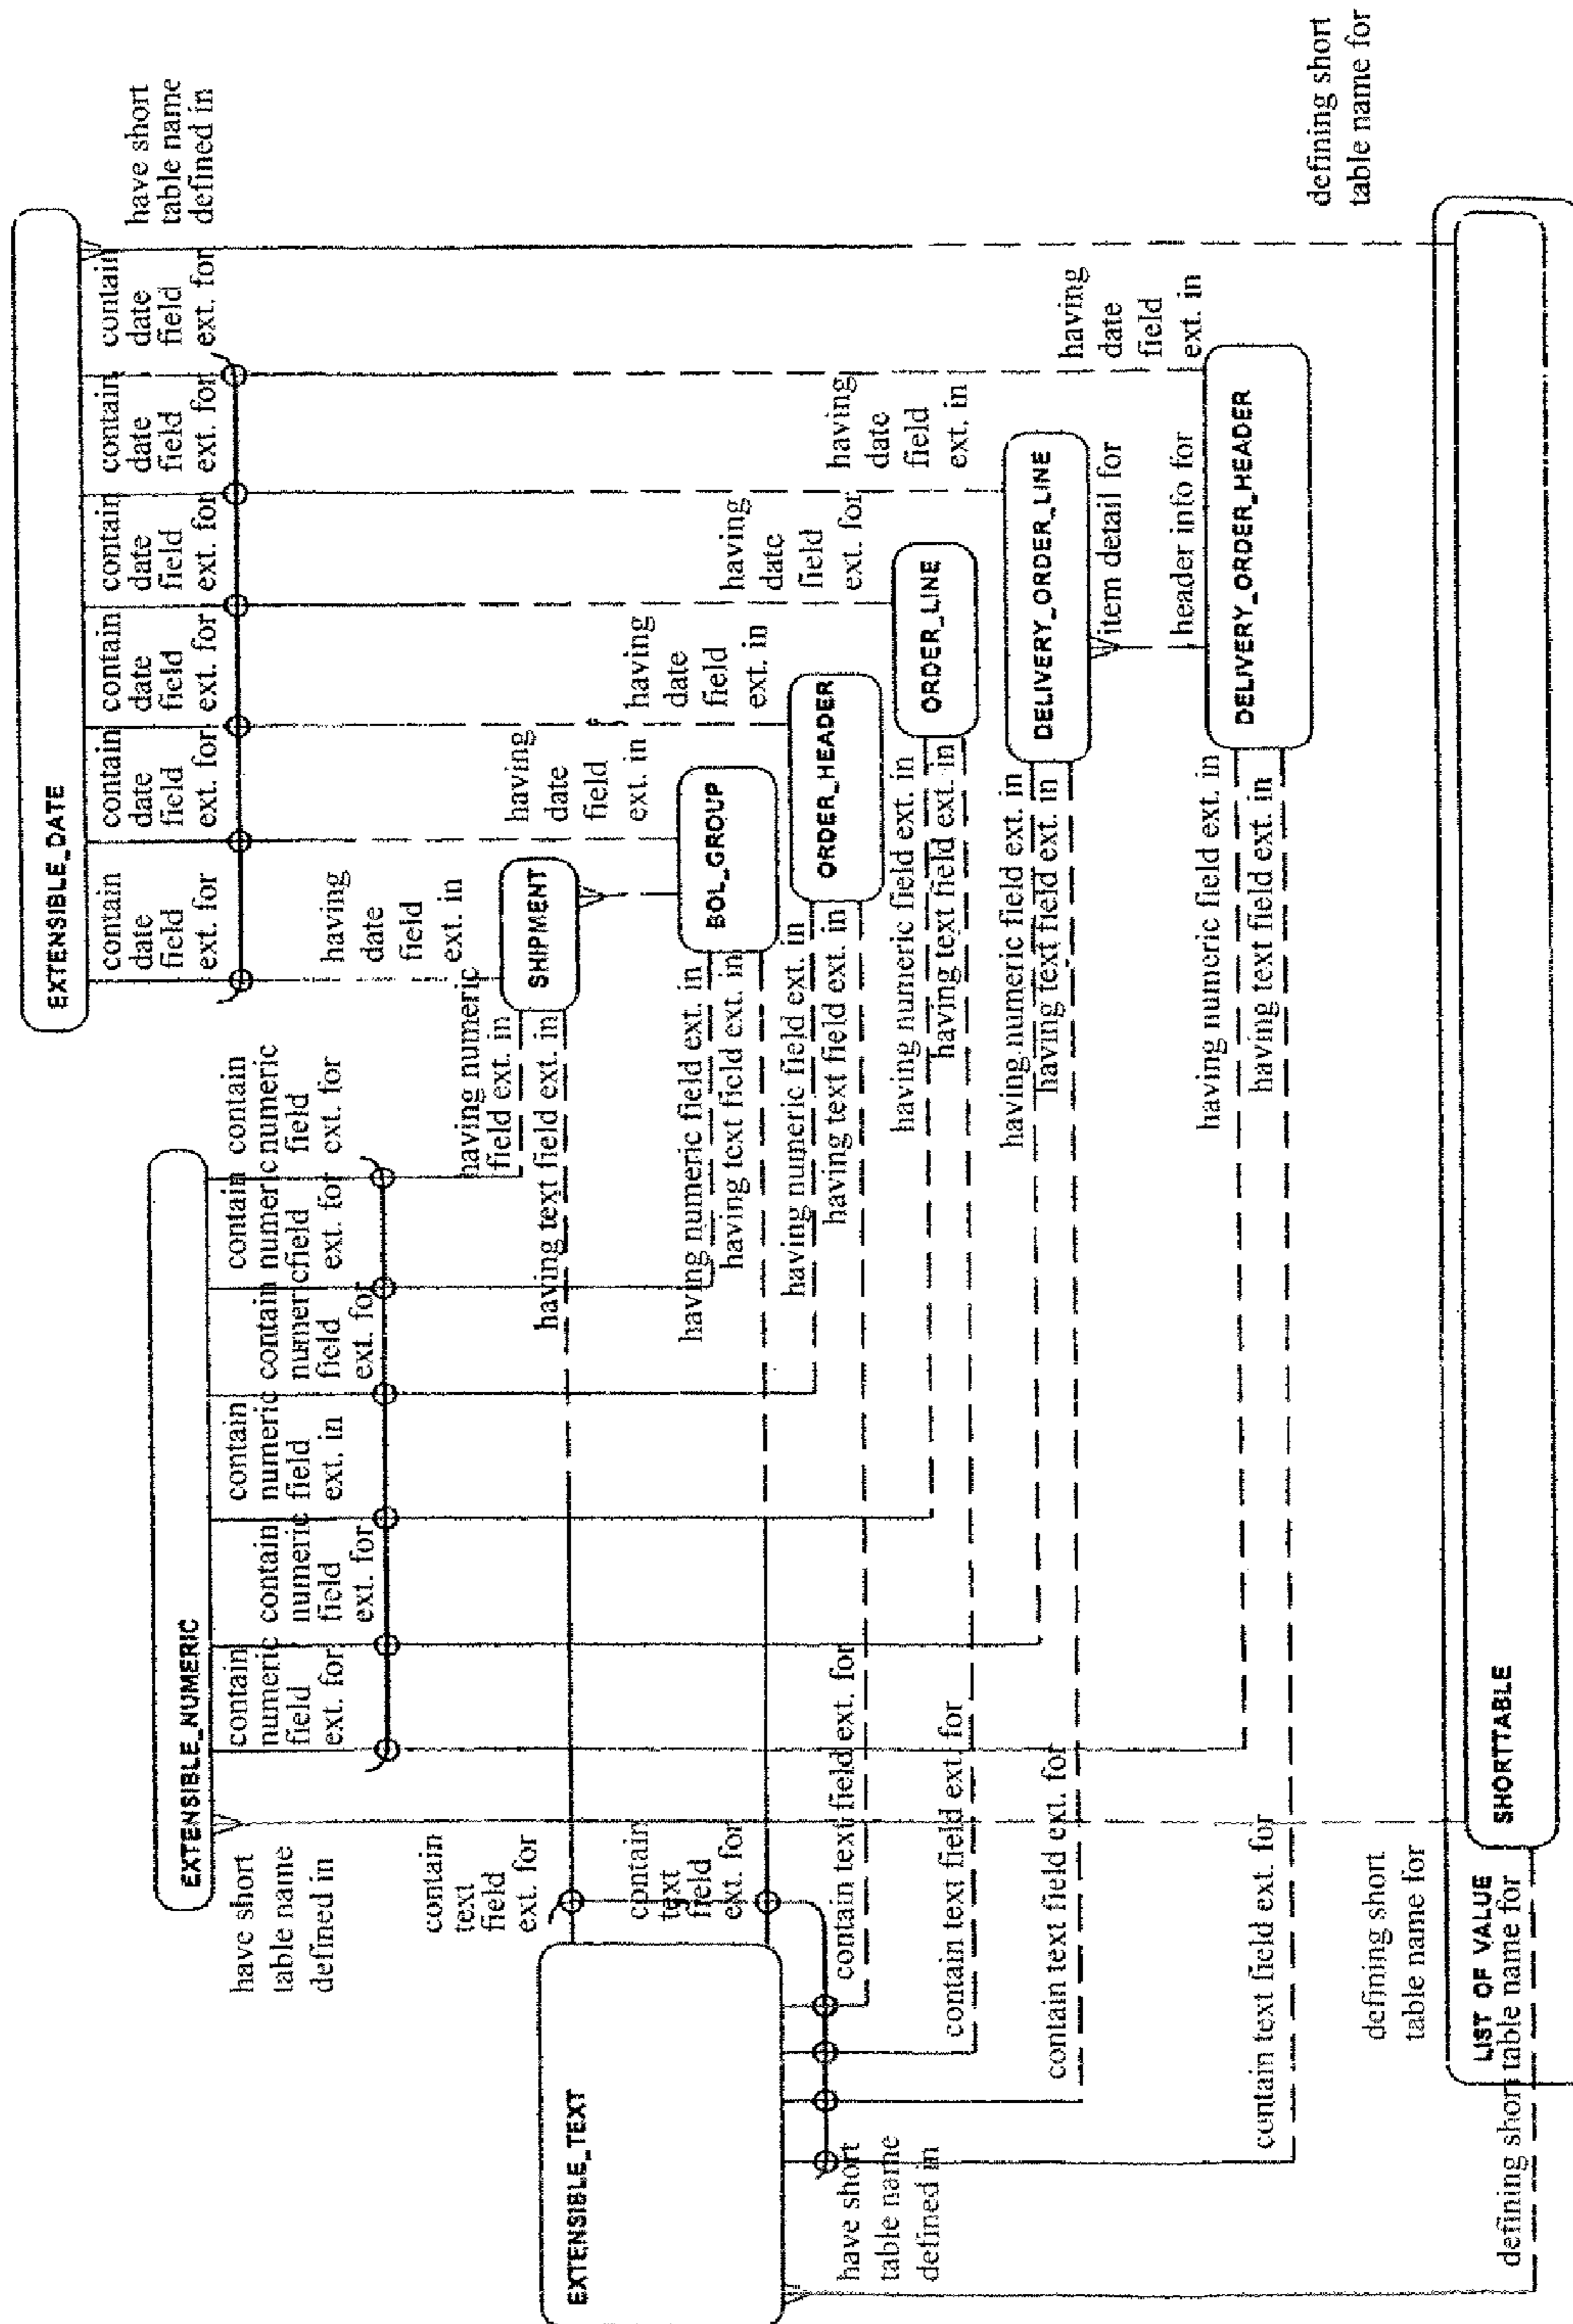 EXTENSIBLE_DATE
have short
table name
defined in
contain
date
field
ext. for
contain
date
field
ext. for
contain
date
field
ext. for
contain
date
field
ext. for
contain
date
field
ext. for
contain
date
field
ext. for
having
date
field
ext. in
having
date
field
ext. in
having
date
field
ext. in
having
date
field
ext. for
having
date
field
ext. in
having
date
field
ext. in
EXTENSIBLE_NUMERIC
have short
table name
defined in
contain
numeric
field
ext. for
contain
numeric
field
ext. for
contain
numeric
field
ext. in
contain
numeric
field
ext. for
contain
numeric
field
ext. for
contain
numeric
field
ext. for
SHIPMENT
having numeric
field ext. in
having text field ext. in
BOL_GROUP
having numeric field ext. in
having text field ext. in
ORDER_HEADER
having numeric field ext. in
having text field ext. in
ORDER_LINE
having numeric field ext. in
having text field ext. in
DELIVERY_ORDER_LINE
having numeric field ext. in
having text field ext. in
item detail for
header info for
DELIVERY_ORDER_HEADER
having numeric field ext. in
having text field ext. in
EXTENSIBLE_TEXT
contain
text
field
ext. for
contain
text
field
ext. for
contain text field ext. for
contain text field ext. for
contain text field ext. for
contain text field ext. for
have short
table name
defined in
defining short
table name for
defining short
table name for
LIST OF VALUE
SHORTTABLE
defining short table name for